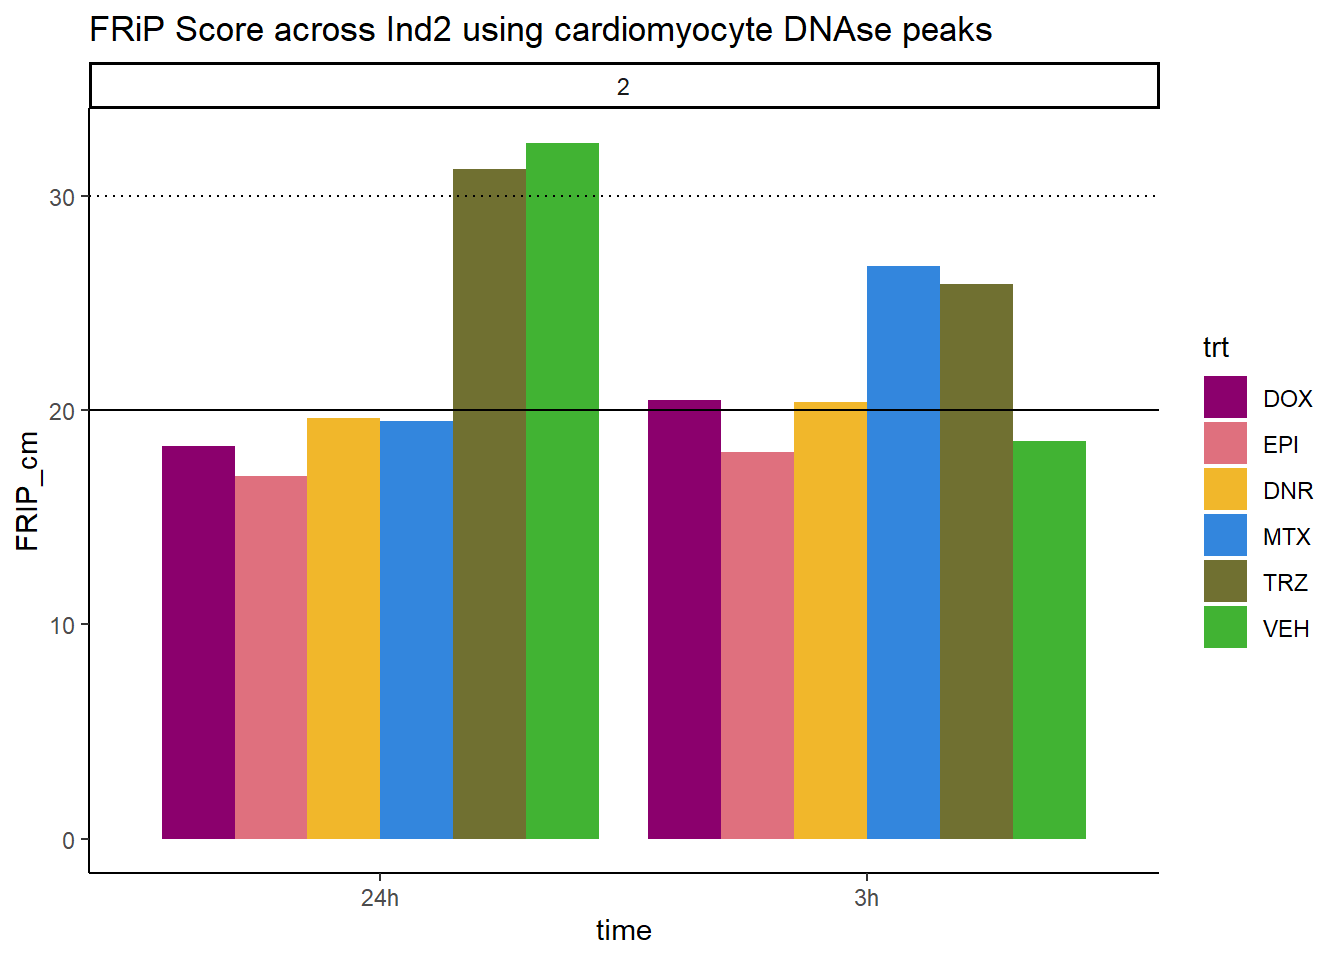 FRiP Score across Ind2 using cardiomyocyte DNAse peaks
2
30
20
10
0
FRIP_cm
24h
3h
time
trt
DOX
EPI
DNR
MTX
TRZ
VEH